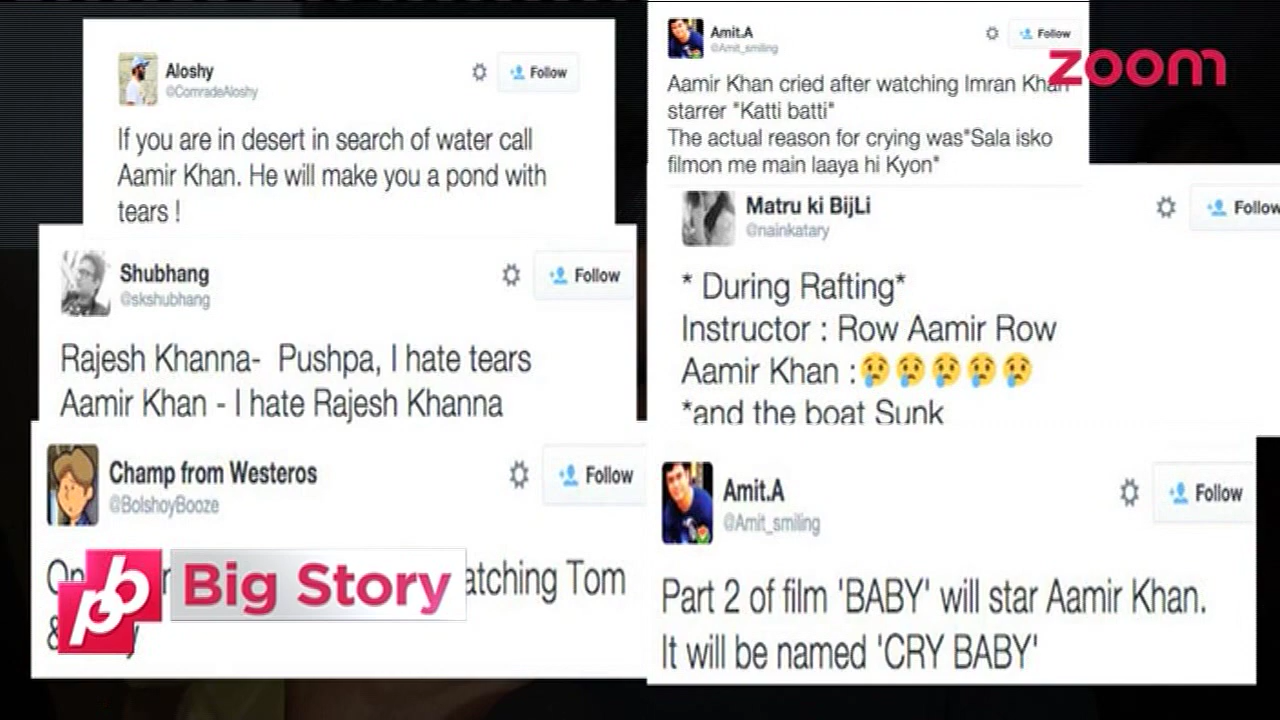 Aloshy
@ComradeAloshy
Follow
If you are in desert in search of water call
Aamir Khan. He will make you a pond with
tears !
Shubhang
@skshubhang
Follow
Rajesh Khanna- Pushpa, I hate tears
Aamir Khan - I hate Rajesh Khanna
Champ from Westeros
@BolshoyBooze
Follow
atching Tom
&
pb
Big Story
Amit.A
@Amit_smiling
Follow
zoom
Aamir Khan cried after watching Imran Khan
starrer "Katti batti"
The actual reason for crying was"Sala isko
filmon me main laaya hi Kyon"
Matru ki BijLi
@nainkatary
Follow
* During Rafting*
Instructor : Row Aamir Row
Aamir Khan :😢😢😢😢😢
*and the boat Sunk
Amit.A
@Amit_smiling
Follow
Part 2 of film 'BABY' will star Aamir Khan.
It will be named 'CRY BABY'